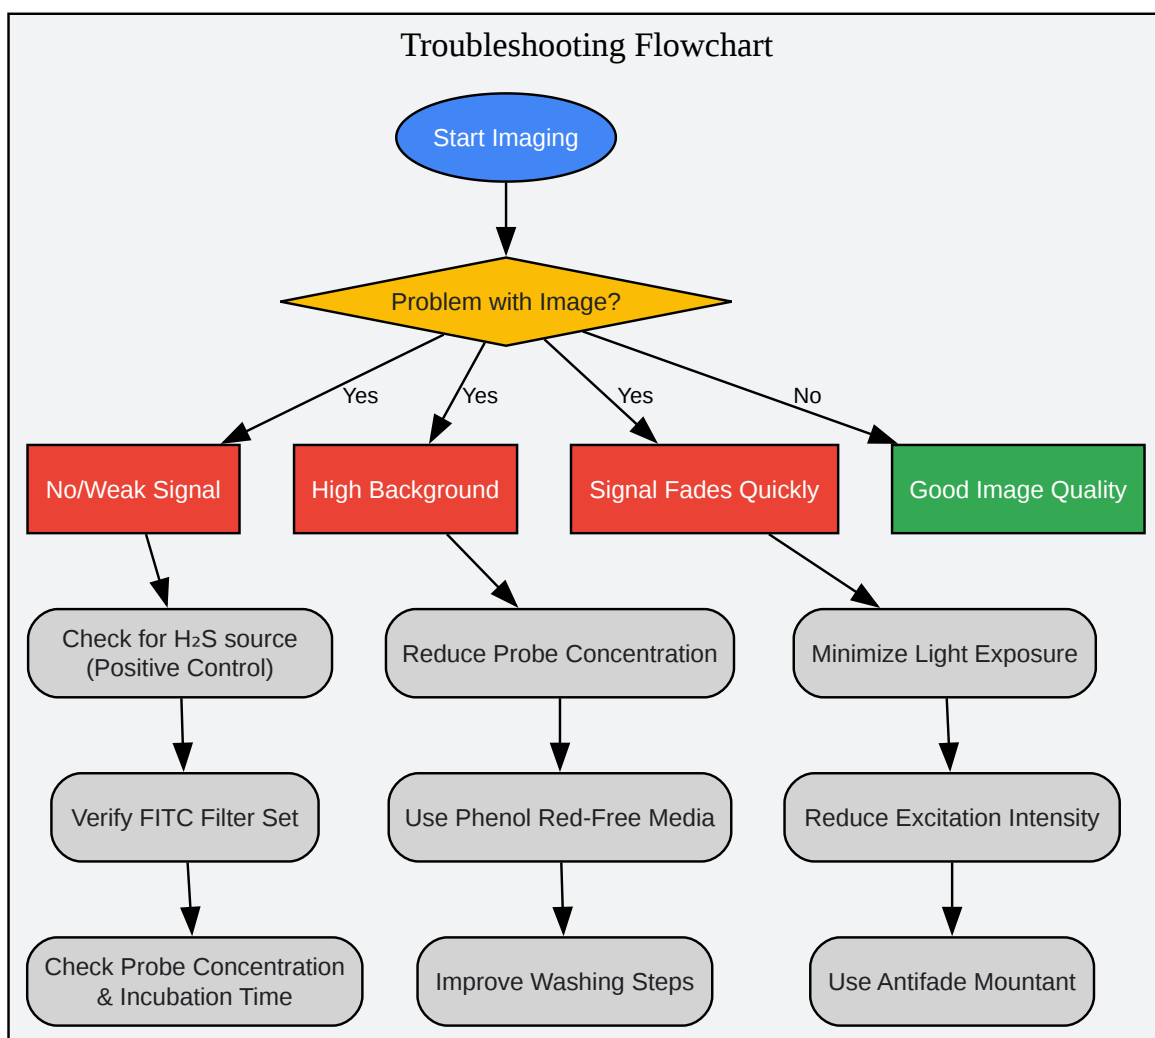 Troubleshooting Flowchart
Start Imaging
Problem with Image?
Yes
Yes
Yes
No
No/Weak Signal
High Background
Signal Fades Quickly
Good Image Quality
Check for H₂S source
(Positive Control)
Reduce Probe Concentration
Minimize Light Exposure
Verify FITC Filter Set
Use Phenol Red-Free Media
Reduce Excitation Intensity
Check Probe Concentration
& Incubation Time
Improve Washing Steps
Use Antifade Mountant